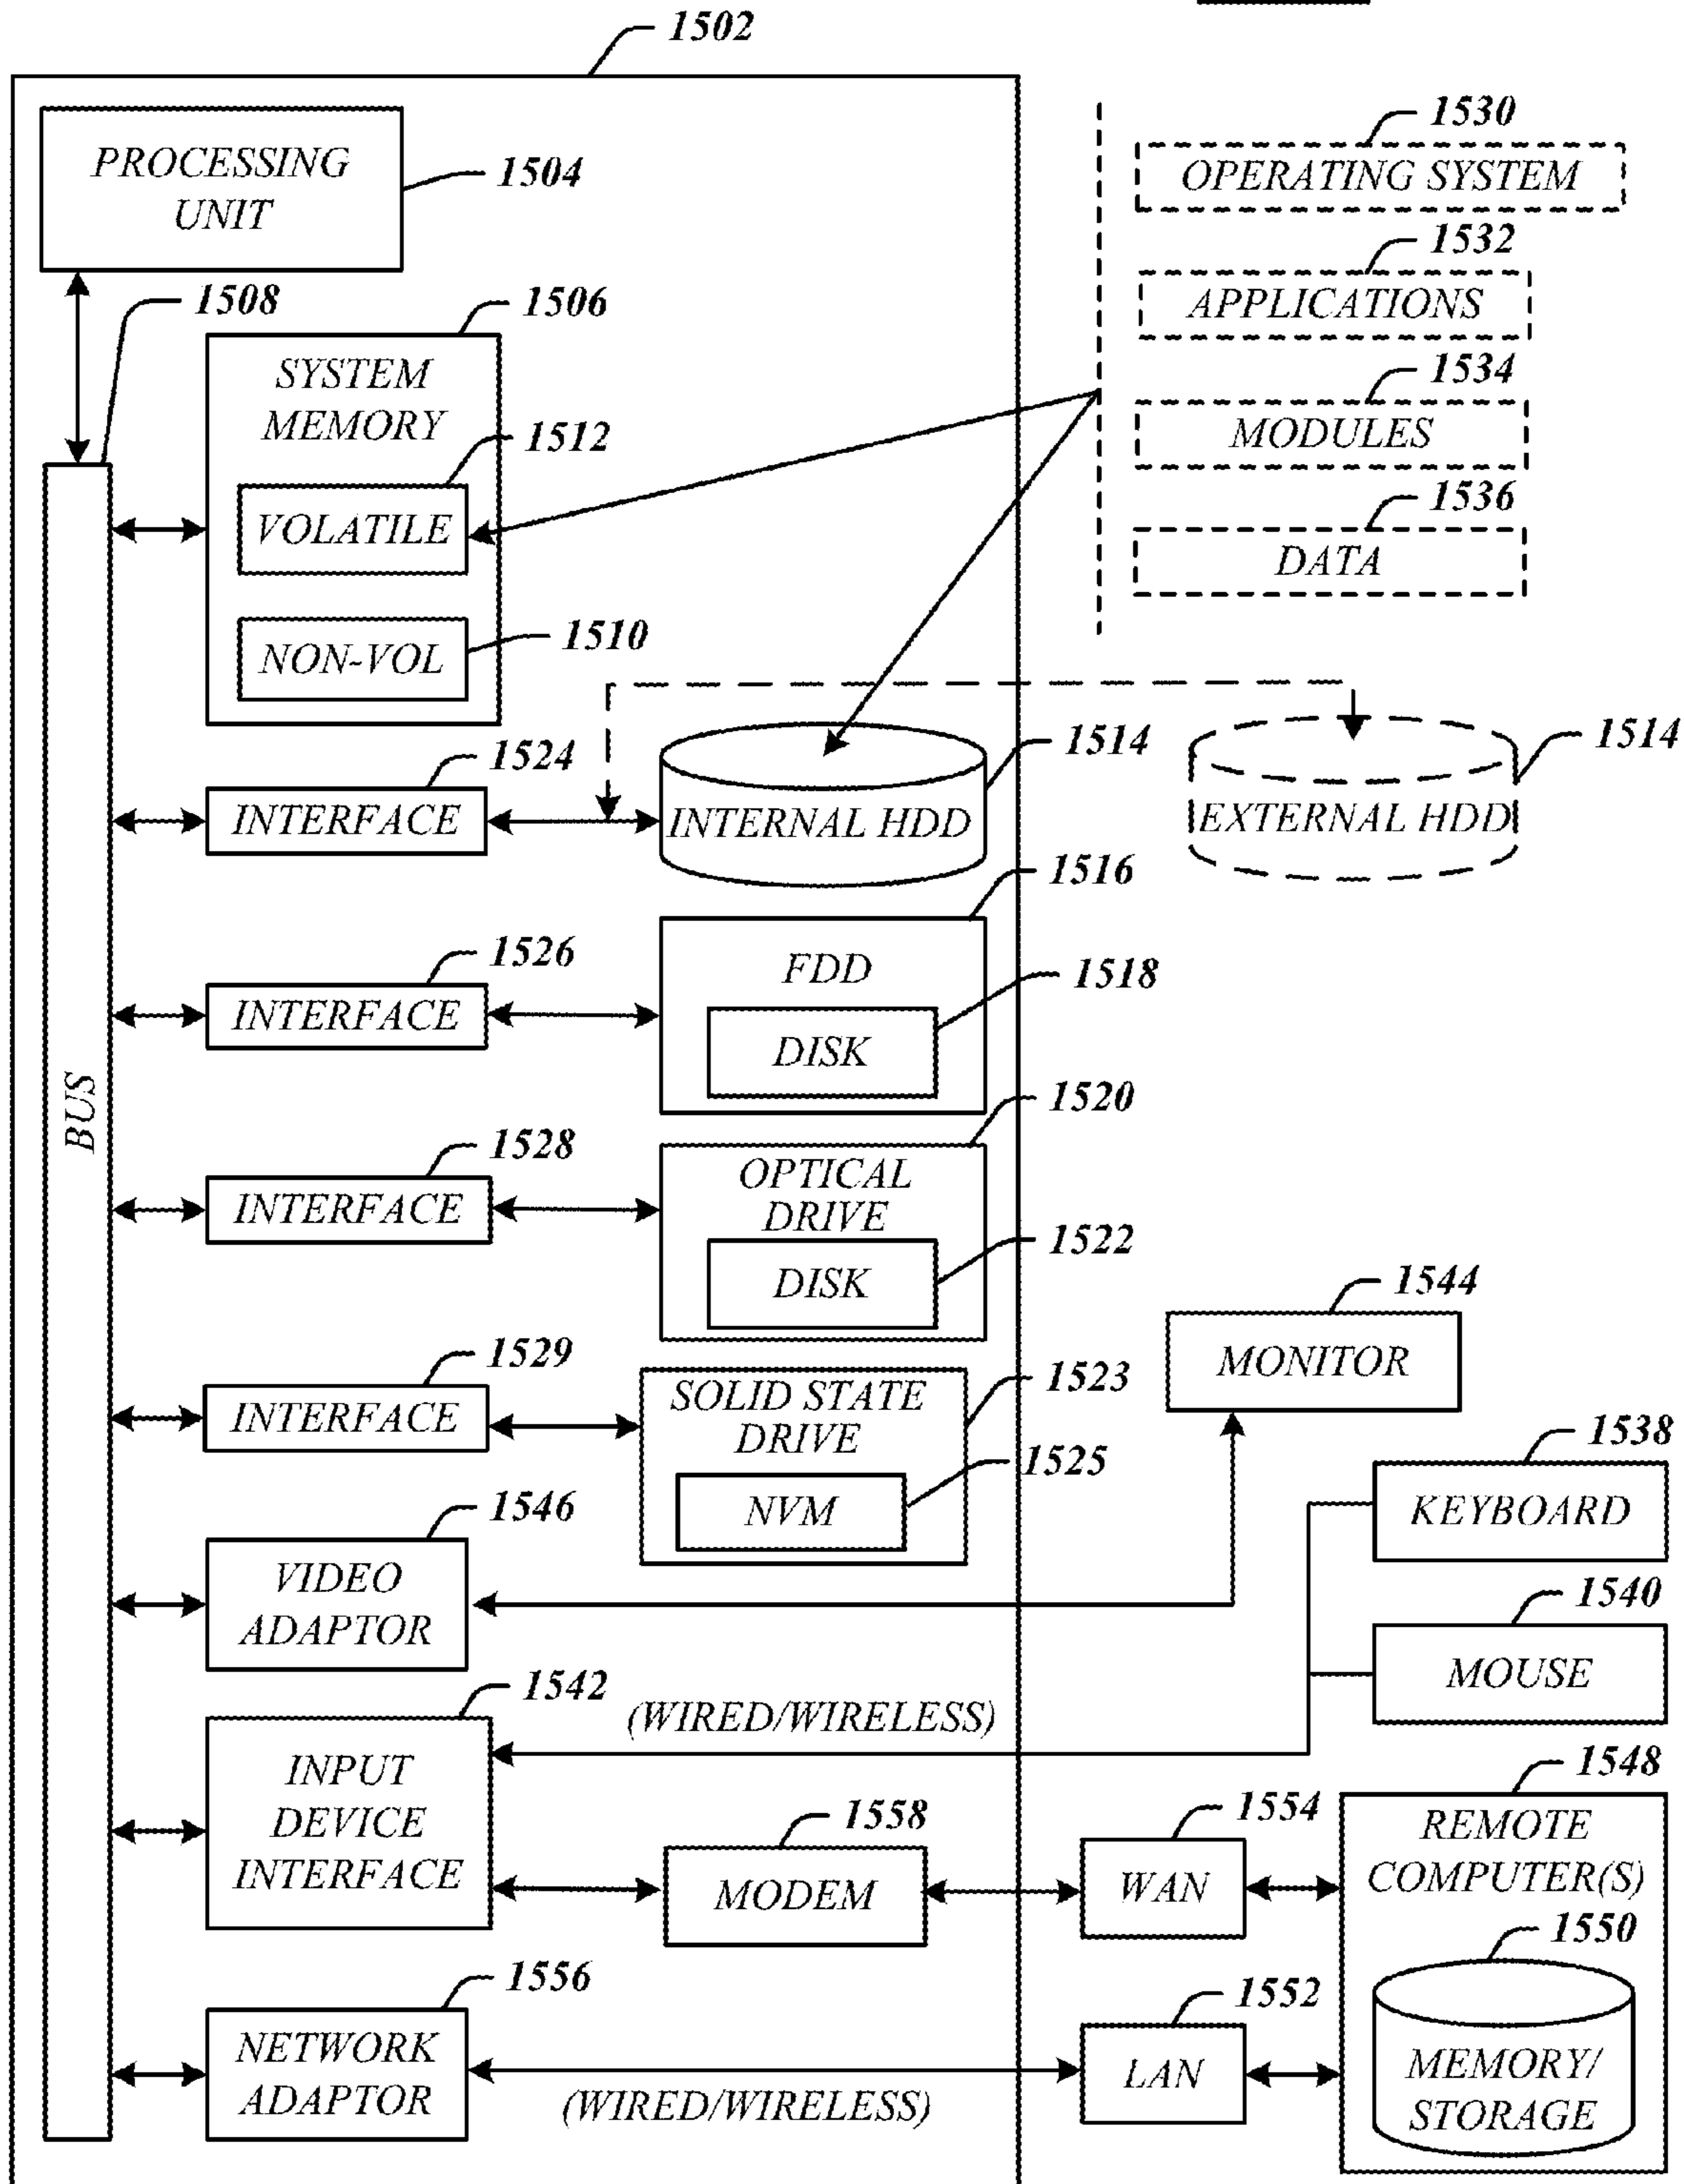 1502
PROCESSING
UNIT
1504
1530
OPERATING SYSTEM
1532
APPLICATIONS
1534
MODULES
1536
DATA
1508
1506
SYSTEM
MEMORY
1512
VOLATILE
1510
NON-VOL
1524
INTERFACE
1514
INTERNAL HDD
1514
EXTERNAL HDD
1516
1526
INTERFACE
FDD
1518
DISK
BUS
1520
1528
INTERFACE
OPTICAL
DRIVE
1522
DISK
1544
MONITOR
1529
INTERFACE
1523
SOLID STATE
DRIVE
1525
NVM
1538
KEYBOARD
1546
VIDEO
ADAPTOR
1540
MOUSE
1542
(WIRED/WIRELESS)
INPUT
DEVICE
INTERFACE
1558
MODEM
1554
WAN
1548
REMOTE
COMPUTER(S)
1550
MEMORY/
STORAGE
1556
NETWORK
ADAPTOR
(WIRED/WIRELESS)
1552
LAN